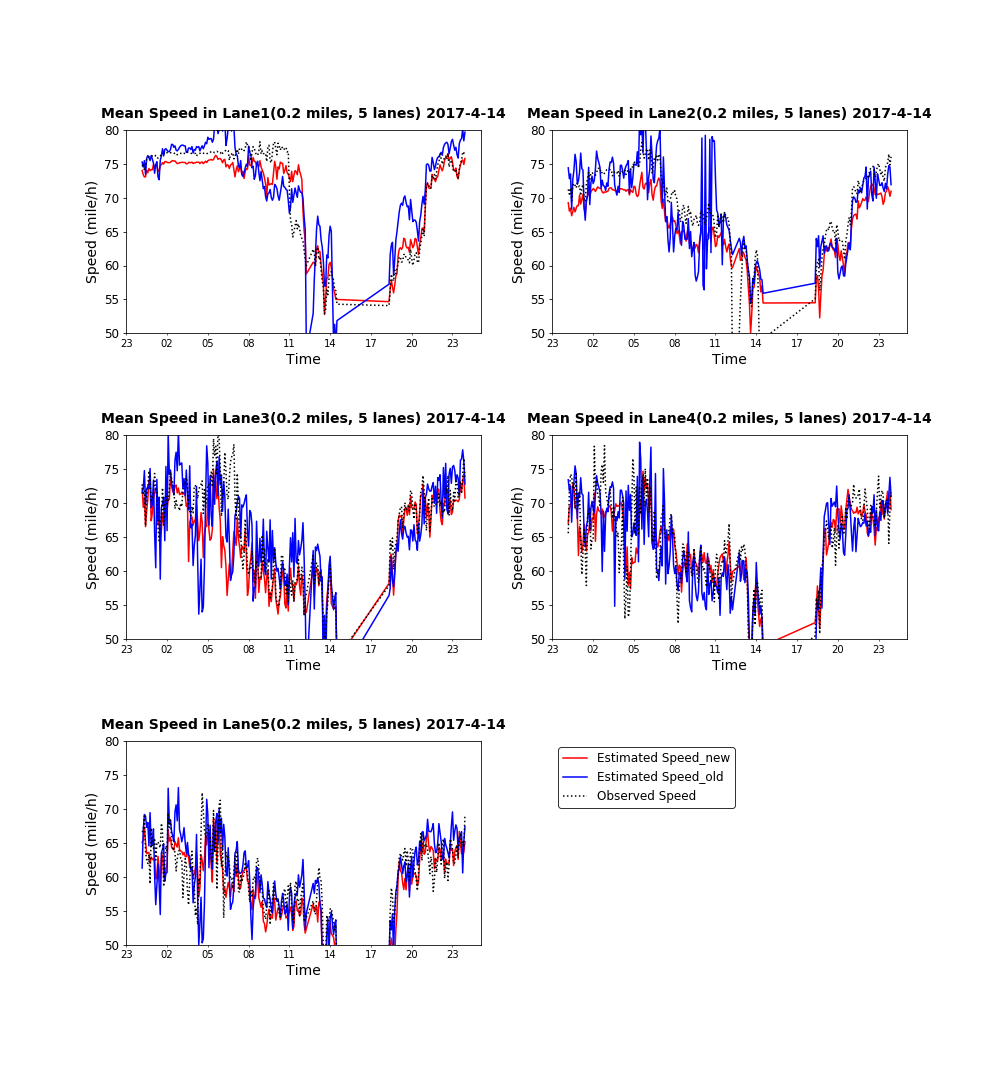 Mean Speed in Lane1(0.2 miles, 5 lanes) 2017-4-14
80
75
70
65
60
55
50
Speed (mile/h)
23 02 05 08 11 14 17 20 23
Time
Mean Speed in Lane2(0.2 miles, 5 lanes) 2017-4-14
80
75
70
65
60
55
50
Speed (mile/h)
23 02 05 08 11 14 17 20 23
Time
Mean Speed in Lane3(0.2 miles, 5 lanes) 2017-4-14
80
75
70
65
60
55
50
Speed (mile/h)
23 02 05 08 11 14 17 20 23
Time
Mean Speed in Lane4(0.2 miles, 5 lanes) 2017-4-14
80
75
70
65
60
55
50
Speed (mile/h)
23 02 05 08 11 14 17 20 23
Time
Mean Speed in Lane5(0.2 miles, 5 lanes) 2017-4-14
80
75
70
65
60
55
50
Speed (mile/h)
23 02 05 08 11 14 17 20 23
Time
Estimated Speed_new
Estimated Speed_old
Observed Speed